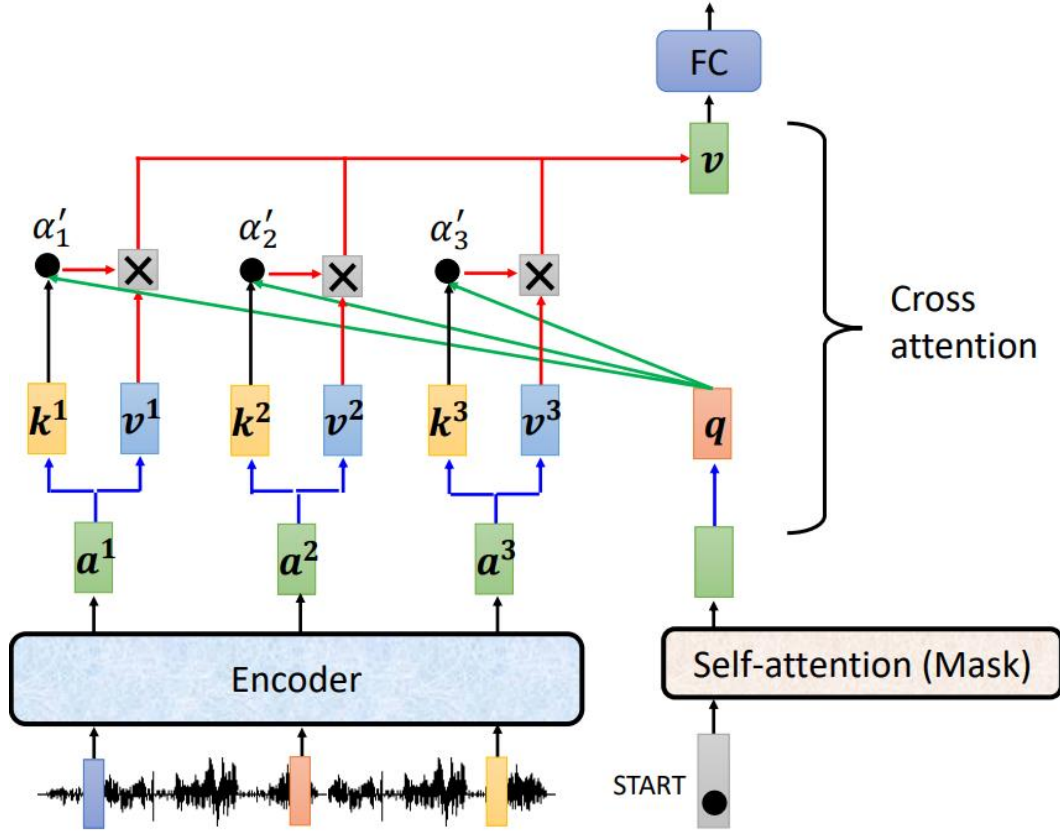 FC
v
α′₁ α′₂ α′₃
Cross
attention
k¹ v¹ k² v² k³ v³ q
a¹ a² a³
Encoder
Self-attention (Mask)
START